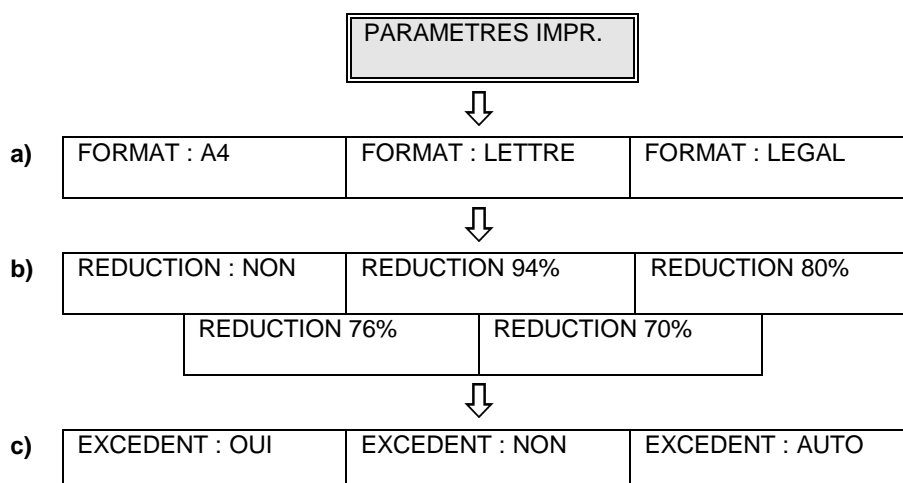 PARAMETRES IMPR.
a) FORMAT : A4 FORMAT : LETTRE FORMAT : LEGAL
b) REDUCTION : NON REDUCTION 94% REDUCTION 80%
REDUCTION 76% REDUCTION 70%
c) EXCEDENT : OUI EXCEDENT : NON EXCEDENT : AUTO